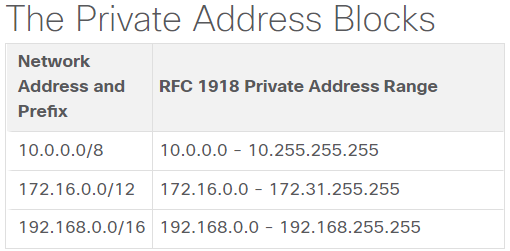 The Private Address Blocks
Network
Address and
Prefix
RFC 1918 Private Address Range
10.0.0.0/8
10.0.0.0 - 10.255.255.255
172.16.0.0/12
172.16.0.0 - 172.31.255.255
192.168.0.0/16
192.168.0.0 - 192.168.255.255